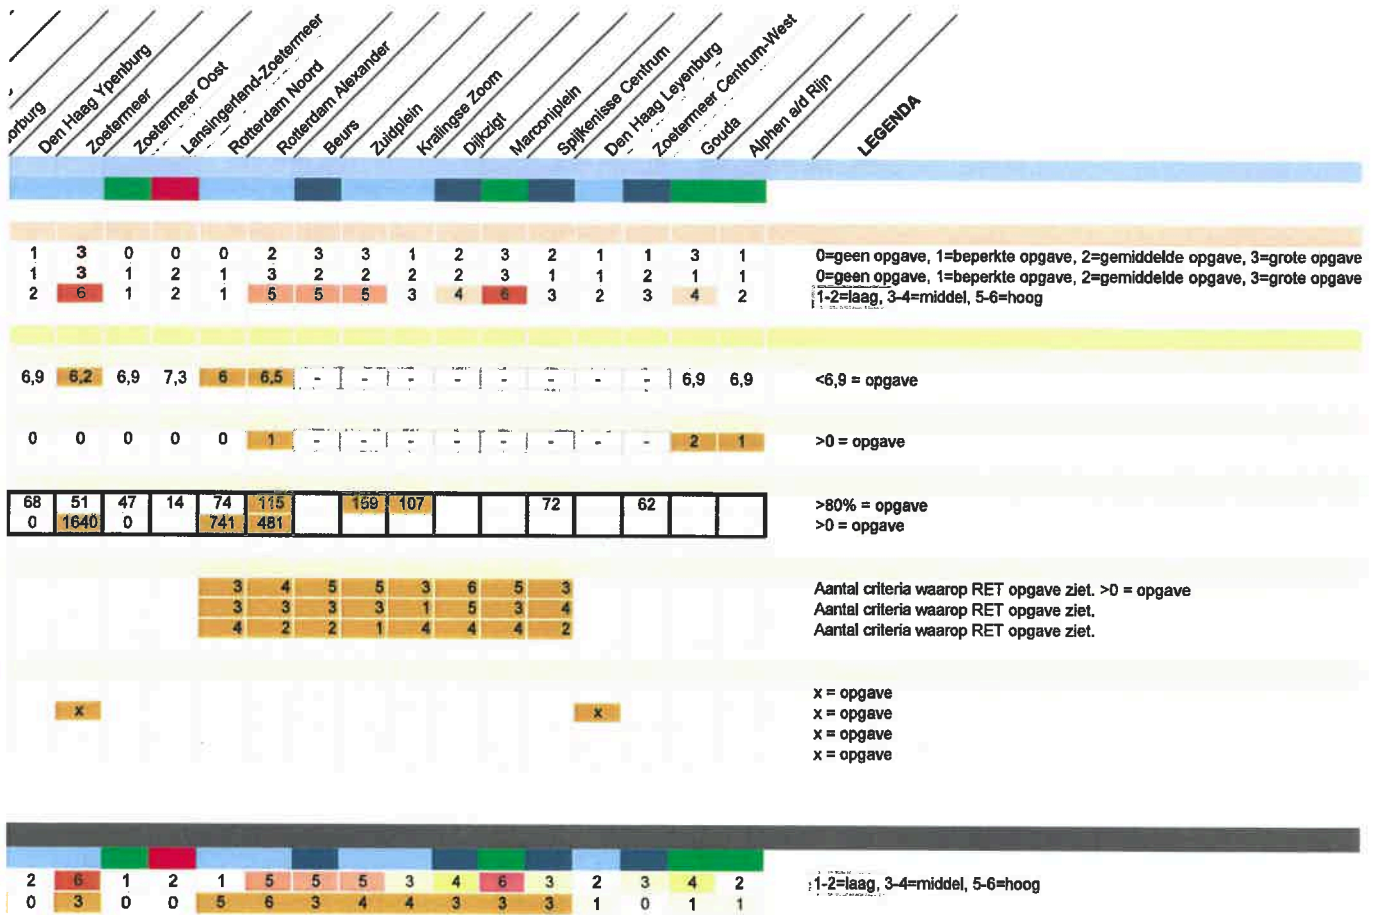 orburg Den Haag Ypenburg Zoetermeer Zoetermeer Oost Lansingerland-Zoetermeer Rotterdam Noord Rotterdam Alexander Beurs Zuidplein Kralingse Zoom Dijkzigt Marconiplein Spijkenisse Centrum Den Haag Leyenburg Zoetermeer Centrum-West Gouda Alphen a/d Rijn LEGENDA
1 3 0 0 0 2 3 3 1 2 3 2 1 1 3 1 0=geen opgave, 1=beperkte opgave, 2=gemiddelde opgave, 3=grote opgave
1 3 1 2 1 3 2 2 2 2 3 1 1 2 1 1 0=geen opgave, 1=beperkte opgave, 2=gemiddelde opgave, 3=grote opgave
2 6 1 2 1 5 5 5 3 4 6 3 2 3 4 2 1-2=laag, 3-4=middel, 5-6=hoog
6,9 6,2 6,9 7,3 6 6,5 - - - - - - - - 6,9 6,9 <6,9 = opgave
0 0 0 0 0 1 - - - - - - - - 2 1 >0 = opgave
68 51 47 14 74 115 159 107 72 62 >80% = opgave
0 1640 0 741 481 >0 = opgave
3 4 5 5 3 6 5 3 Aantal criteria waarop RET opgave ziet. >0 = opgave
3 3 3 3 1 5 3 4 Aantal criteria waarop RET opgave ziet.
4 2 2 1 4 4 4 2 Aantal criteria waarop RET opgave ziet.
x = opgave
x x x = opgave
x = opgave
x = opgave
2 6 1 2 1 5 5 5 3 4 6 3 2 3 4 2 1-2=laag, 3-4=middel, 5-6=hoog
0 3 0 0 5 6 3 4 4 3 3 3 1 0 1 1